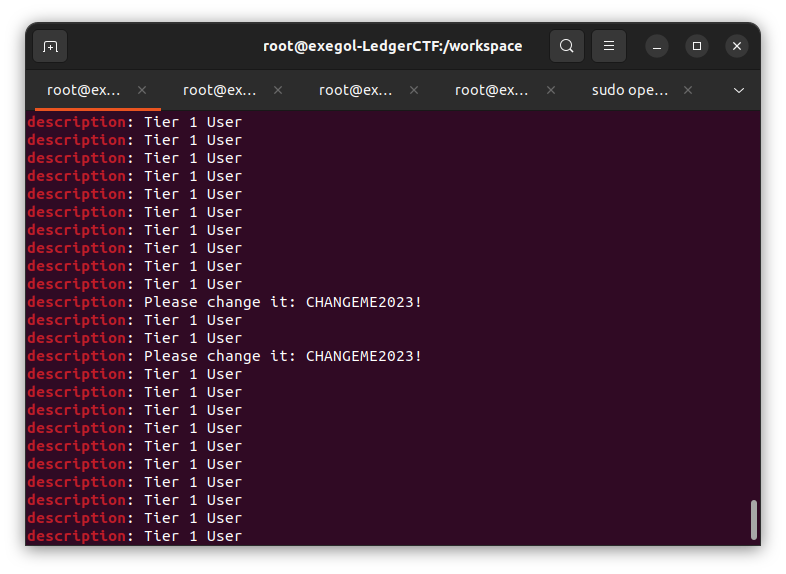 root@exegol-LedgerCTF:/workspace
root@ex... root@ex... root@ex... root@ex... sudo ope...
description: Tier 1 User
description: Tier 1 User
description: Tier 1 User
description: Tier 1 User
description: Tier 1 User
description: Tier 1 User
description: Tier 1 User
description: Tier 1 User
description: Tier 1 User
description: Tier 1 User
description: Please change it: CHANGEME2023!
description: Tier 1 User
description: Tier 1 User
description: Please change it: CHANGEME2023!
description: Tier 1 User
description: Tier 1 User
description: Tier 1 User
description: Tier 1 User
description: Tier 1 User
description: Tier 1 User
description: Tier 1 User
description: Tier 1 User
description: Tier 1 User
description: Tier 1 User